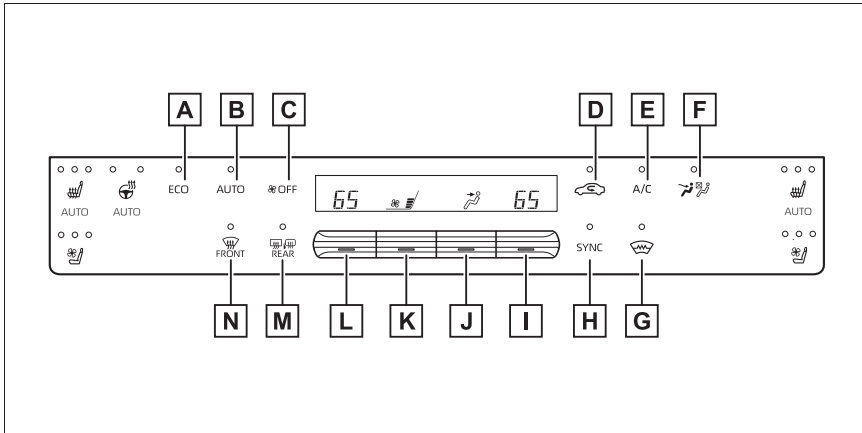 A B C D E F
ECO AUTO OFF 65 65 A/C
AUTO AUTO AUTO
FRONT REAR SYNC
N M L K J I H G